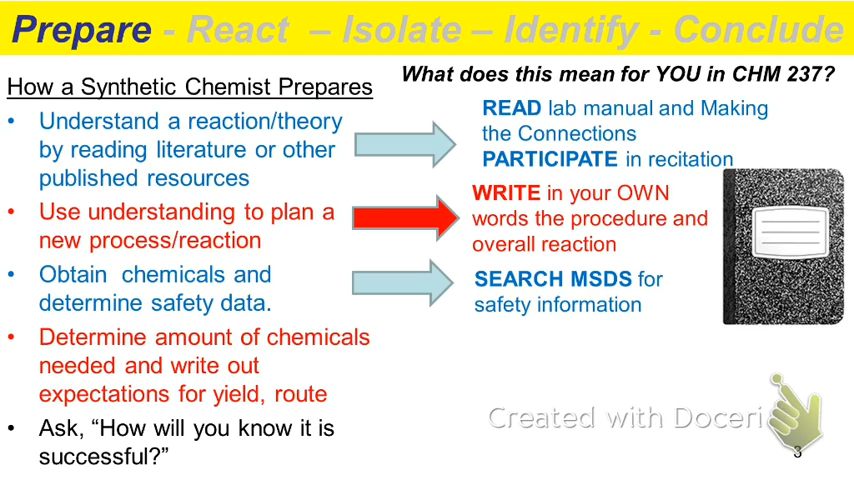 Prepare - React – Isolate – Identify - Conclude
How a Synthetic Chemist Prepares
• Understand a reaction/theory
by reading literature or other
published resources
• Use understanding to plan a
new process/reaction
• Obtain chemicals and
determine safety data.
• Determine amount of chemicals
needed and write out
expectations for yield, route
• Ask, “How will you know it is
successful?”
What does this mean for YOU in CHM 237?
READ lab manual and Making
the Connections
PARTICIPATE in recitation
WRITE in your OWN
words the procedure and
overall reaction
SEARCH MSDS for
safety information
Created with Doceri
3